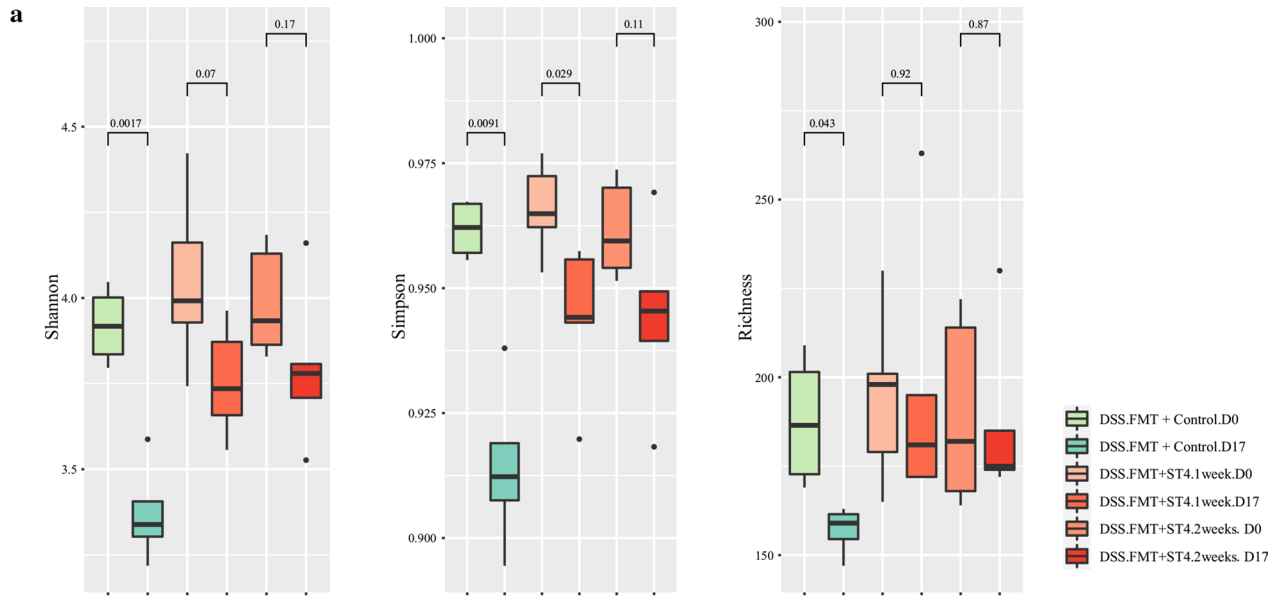 a
Shannon
4.5
4.0
3.5
0.0017
0.07
0.17
Simpson
1.000
0.975
0.950
0.925
0.900
0.0091
0.029
0.11
Richness
300
250
200
150
0.043
0.92
0.87
DSS.FMT + Control.D0
DSS.FMT + Control.D17
DSS.FMT+ST4.1week.D0
DSS.FMT+ST4.1week.D17
DSS.FMT+ST4.2weeks. D0
DSS.FMT+ST4.2weeks. D17